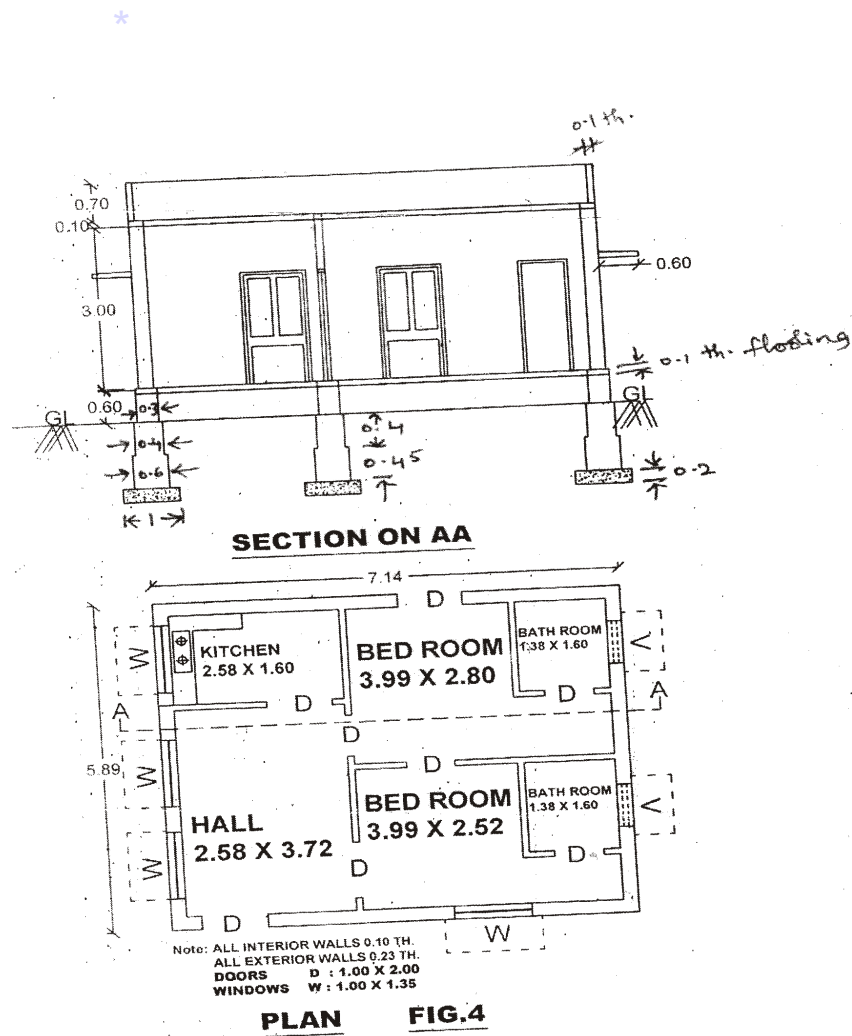 *
0.1 th.
0.70
0.10
0.60
3.00
0.1 th. flooring
0.60
0.3
GL
GL
0.4
0.4
0.6
0.45
0.2
1
SECTION ON AA
7.14
D
KITCHEN
2.58 X 1.60
BED ROOM
3.99 X 2.80
BATH ROOM
1.38 X 1.60
W
V
D
D
A
A
D
D
5.89
W
HALL
2.58 X 3.72
BED ROOM
3.99 X 2.52
BATH ROOM
1.38 X 1.60
V
W
D
D
D
W
Note: ALL INTERIOR WALLS 0.10 TH.
ALL EXTERIOR WALLS 0.23 TH.
DOORS D : 1.00 X 2.00
WINDOWS W : 1.00 X 1.35
PLAN FIG.4